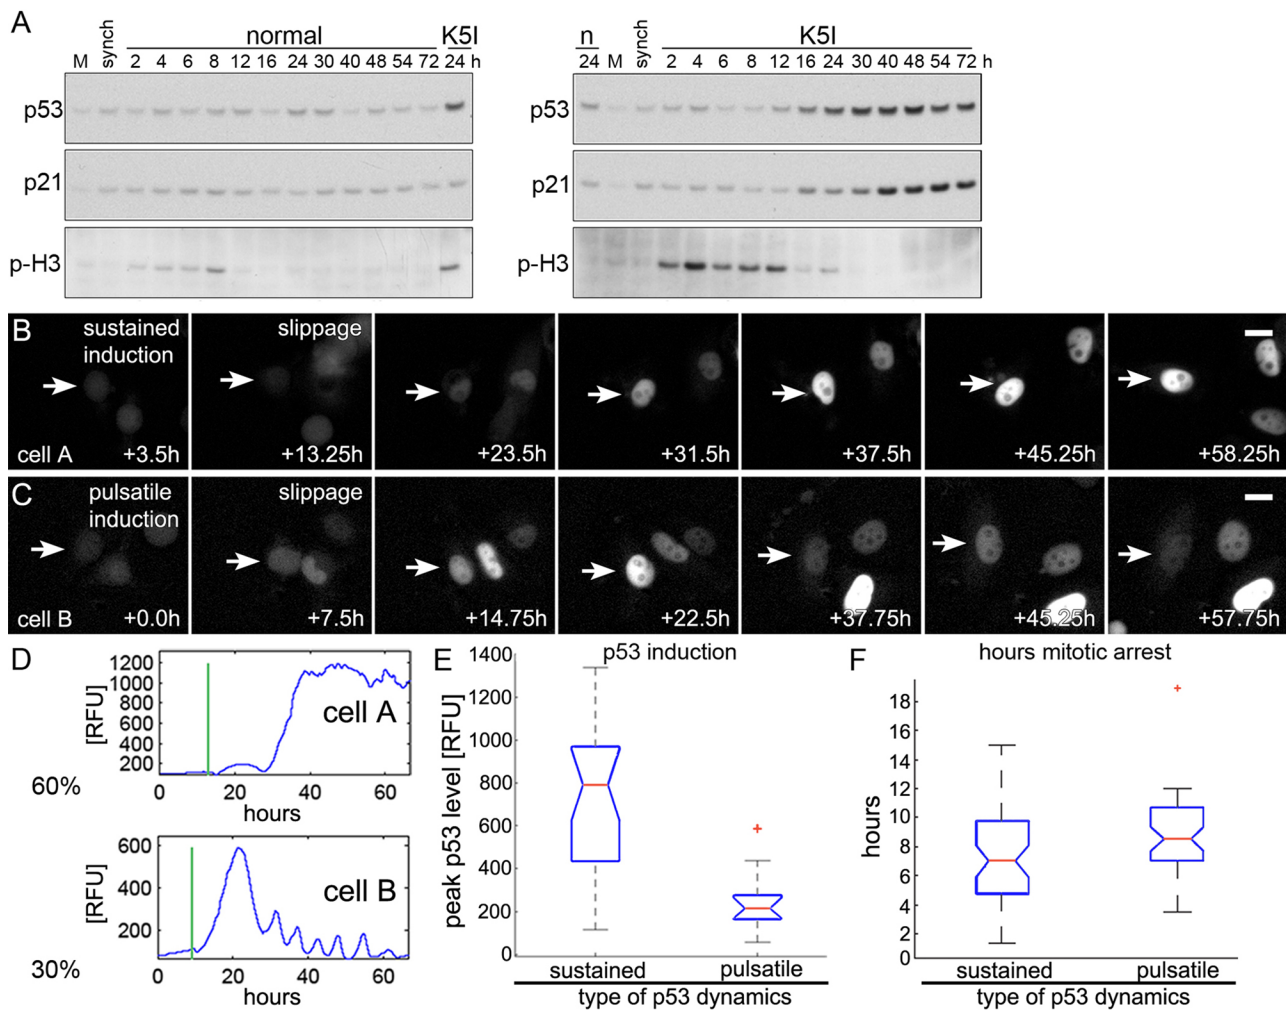 A
M synch normal K5I
2 4 6 8 12 16 24 30 40 48 54 72 24 h
p53
p21
p-H3
n M synch K5I
24 2 4 6 8 12 16 24 30 40 48 54 72 h
p53
p21
p-H3
B sustained induction slippage
cell A +3.5h +13.25h +23.5h +31.5h +37.5h +45.25h +58.25h
C pulsatile induction slippage
cell B +0.0h +7.5h +14.75h +22.5h +37.75h +45.25h +57.75h
D
60%
[RFU]
1200
1000
800
600
400
200
cell A
0 20 40 60
hours
30%
[RFU]
600
400
200
cell B
0 20 40 60
hours
E
p53 induction
peak p53 level [RFU]
1400
1200
1000
800
600
400
200
0
sustained pulsatile
type of p53 dynamics
F
hours mitotic arrest
hours
18
16
14
12
10
8
6
4
2
0
sustained pulsatile
type of p53 dynamics